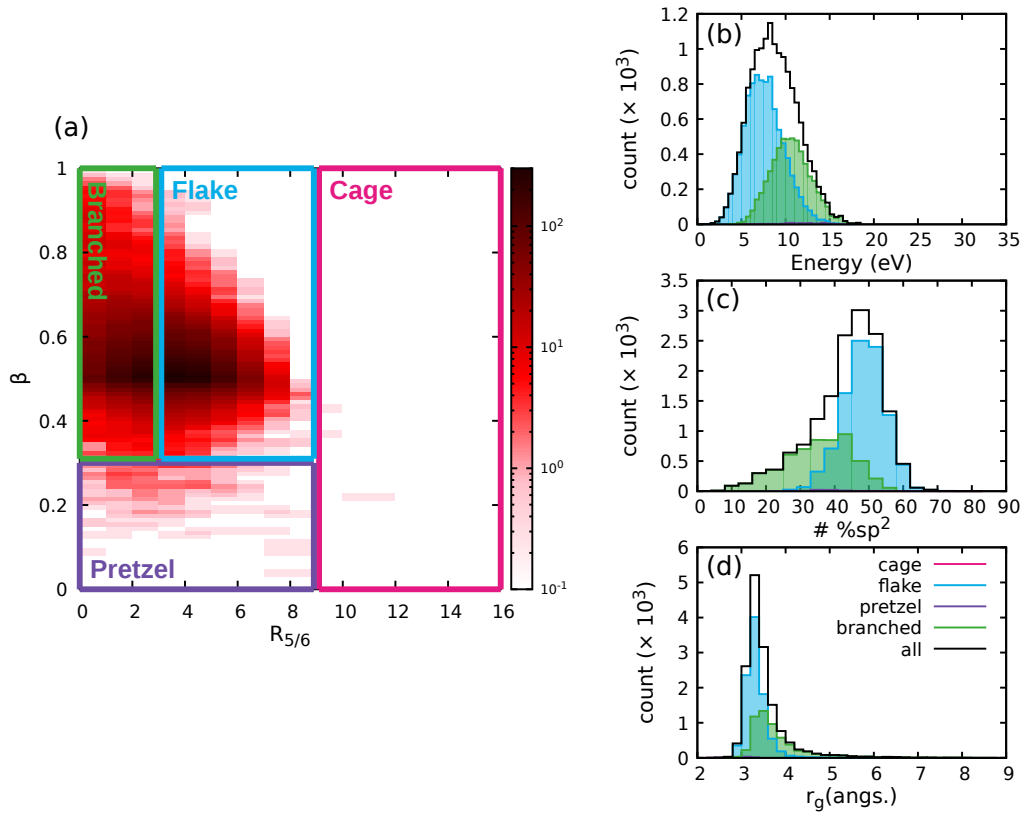 (a)
1
0.8
0.6
0.4
0.2
0
β
Branched
Flake
Cage
Pretzel
0 2 4 6 8 10 12 14 16
R5/6
10²
10¹
10⁰
10⁻¹
(b)
1.2
1
0.8
0.6
0.4
0.2
0
count (× 10³)
0 5 10 15 20 25 30 35
Energy (eV)
(c)
3.5
3
2.5
2
1.5
1
0.5
0
count (× 10³)
0 10 20 30 40 50 60 70 80 90
# %sp²
(d)
6
5
4
3
2
1
0
count (× 10³)
cage
flake
pretzel
branched
all
2 3 4 5 6 7 8 9
rg(angs.)